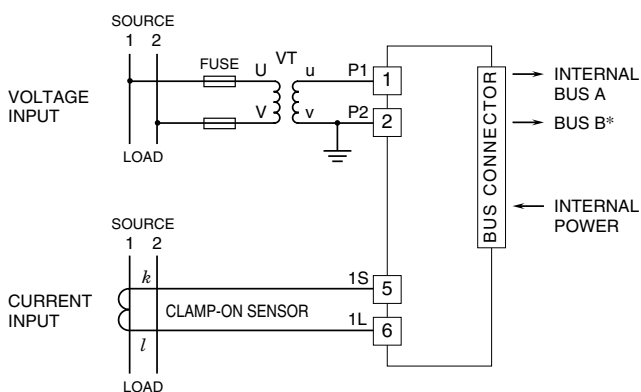 SOURCE
1 2
FUSE
VT
U
u
P1
1
V
v
P2
2
VOLTAGE
INPUT
LOAD
BUS CONNECTOR
INTERNAL
BUS A
BUS B*
INTERNAL
POWER
SOURCE
1 2
k
1S
5
CURRENT
INPUT
CLAMP-ON SENSOR
1L
6
l
LOAD